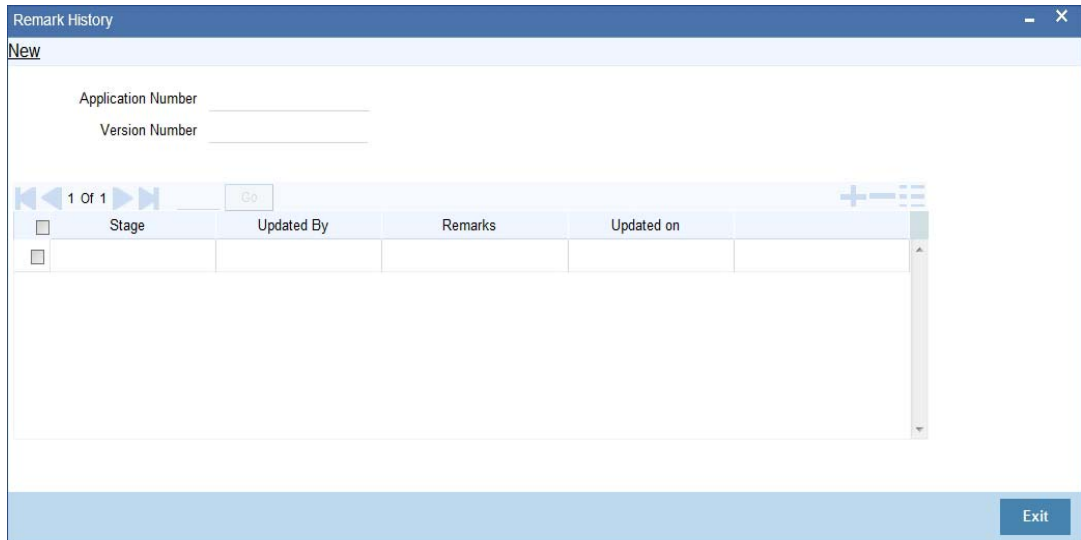 Remark History
New
Application Number
Version Number
1 Of 1 Go
Stage Updated By Remarks Updated on
Exit